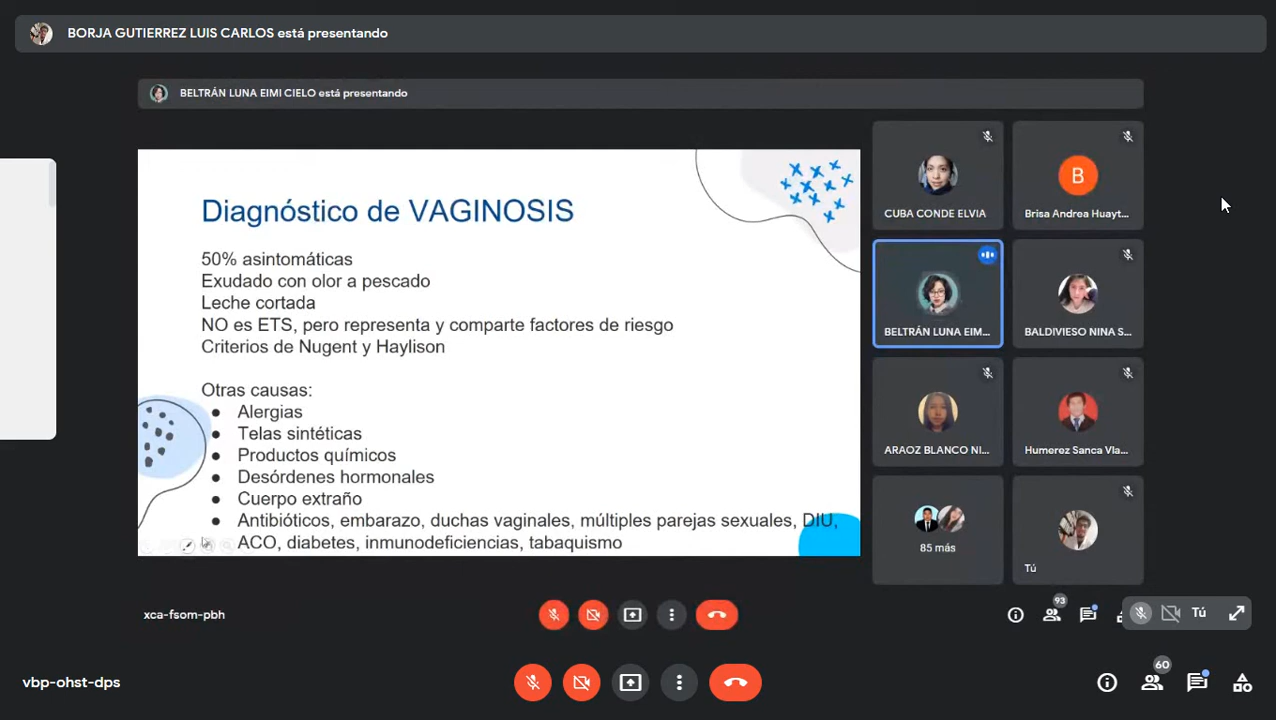 BORJA GUTIERREZ LUIS CARLOS está presentando
BELTRÁN LUNA EIMI CIELO está presentando
Diagnóstico de VAGINOSIS
50% asintomáticas
Exudado con olor a pescado
Leche cortada
NO es ETS, pero representa y comparte factores de riesgo
Criterios de Nugent y Haylison
Otras causas:
● Alergias
● Telas sintéticas
● Productos químicos
● Desórdenes hormonales
● Cuerpo extraño
● Antibióticos, embarazo, duchas vaginales, múltiples parejas sexuales, DIU,
ACO, diabetes, inmunodeficiencias, tabaquismo
CUBA CONDE ELVIA
B
Brisa Andrea Huayt...
BELTRÁN LUNA EIM...
BALDIVIESO NINA S...
ARAOZ BLANCO NI...
Humerez Sanca Vla...
85 más
Tú
xca-fsom-pbh
93
Tú
vbp-ohst-dps
60